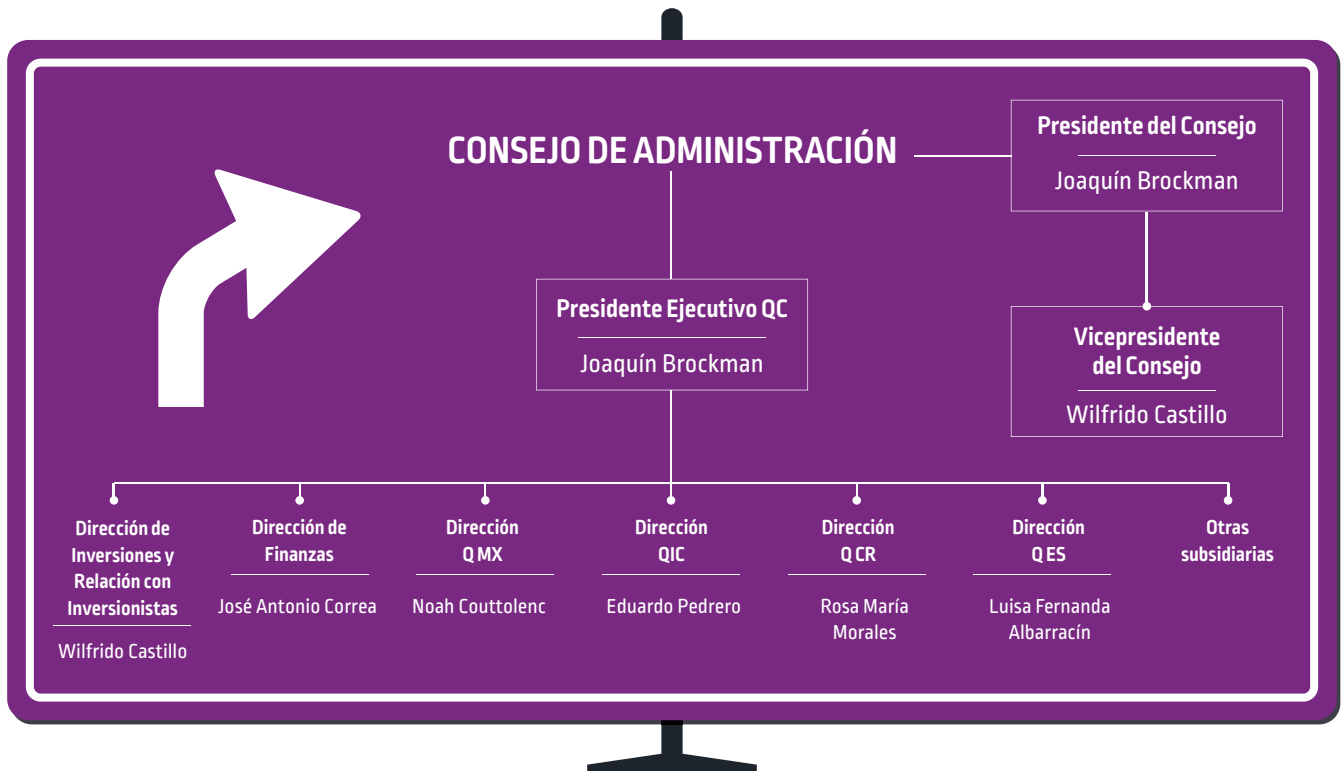 CONSEJO DE ADMINISTRACIÓN
Presidente del Consejo
Joaquín Brockman
Vicepresidente
del Consejo
Wilfrido Castillo
Presidente Ejecutivo QC
Joaquín Brockman
Dirección de
Inversiones y
Relación con
Inversionistas
Wilfrido Castillo
Dirección de
Finanzas
José Antonio Correa
Dirección
Q MX
Noah Couttolenc
Dirección
QIC
Eduardo Pedrero
Dirección
Q CR
Rosa María
Morales
Dirección
Q ES
Luisa Fernanda
Albarracín
Otras
subsidiarias